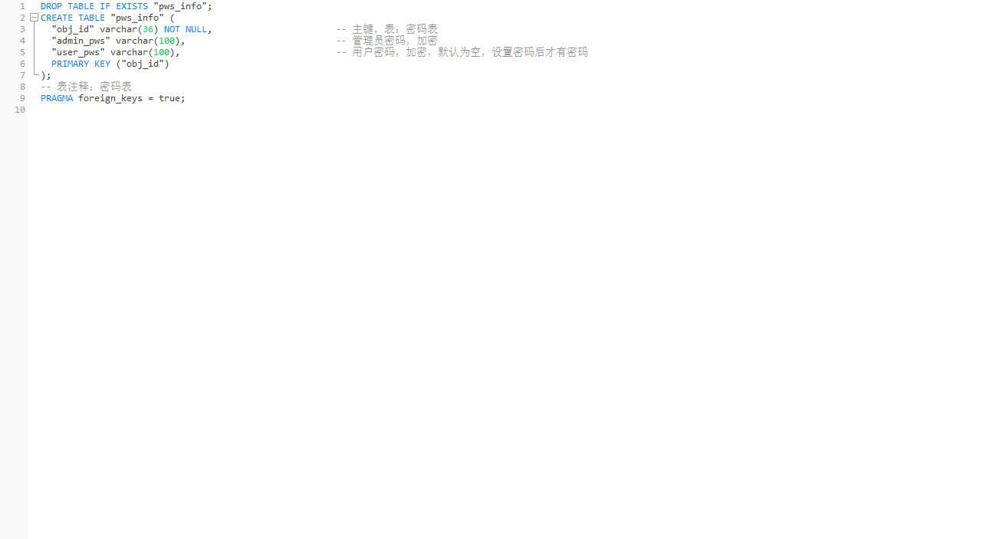 1 DROP TABLE IF EXISTS "pws_info";
2 CREATE TABLE "pws_info" (
3 "obj_id" varchar(36) NOT NULL, -- 主键，表：密码表
4 "admin_pws" varchar(100), -- 管理员密码，加密
5 "user_pws" varchar(100), -- 用户密码，加密，默认为空，设置密码后才有密码
6 PRIMARY KEY ("obj_id")
7 );
8 -- 表注释：密码表
9 PRAGMA foreign_keys = true;
10